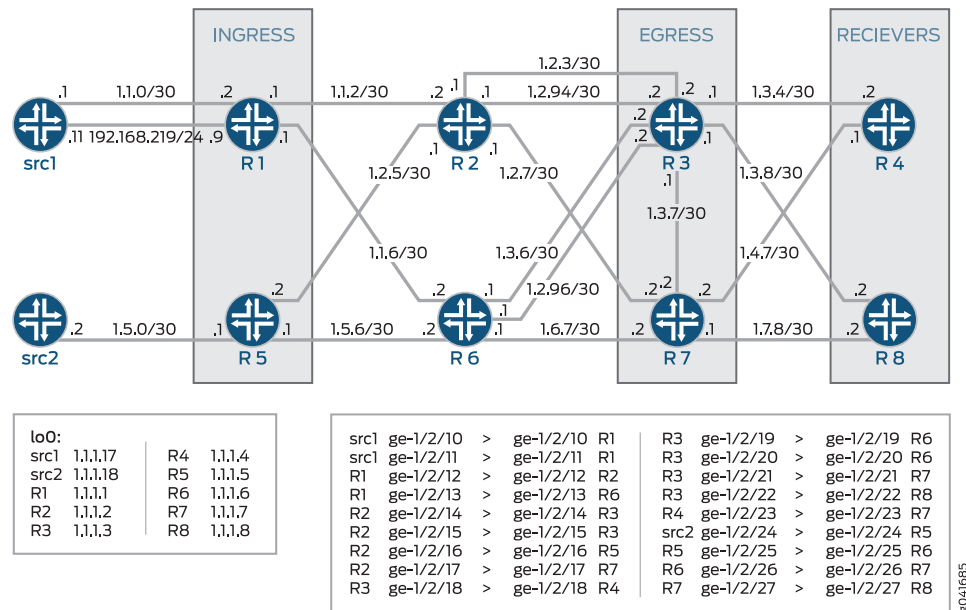 INGRESS EGRESS RECIEVERS
1.2.3/30
.1 1.1.0/30 .2 .1 1.1.2/30 .2 .1 .1 1.2.94/30 .2 .2 .1 1.3.4/30 .2
.11 192.168.219/24 .9 .1 .2 .2
src1 R 1 R 2 R 3 R 4
.1 .1 .1 .1 .1
1.2.5/30 1.2.7/30 1.3.8/30
1.3.7/30
1.1.6/30 1.3.6/30 1.4.7/30
1.2.96/30
.2 .2 .1 .2 .2 .2 .2
.2 1.5.0/30 .1 .1 1.5.6/30 .2 .1 .1 1.6.7/30 .2 .1 1.7.8/30 .2
src2 R 5 R 6 R 7 R 8
lo0:
src1 1.1.1.17 R4 1.1.1.4
src2 1.1.1.18 R5 1.1.1.5
R1 1.1.1.1 R6 1.1.1.6
R2 1.1.1.2 R7 1.1.1.7
R3 1.1.1.3 R8 1.1.1.8
src1 ge-1/2/10 > ge-1/2/10 R1 R3 ge-1/2/19 > ge-1/2/19 R6
src1 ge-1/2/11 > ge-1/2/11 R1 R3 ge-1/2/20 > ge-1/2/20 R6
R1 ge-1/2/12 > ge-1/2/12 R2 R3 ge-1/2/21 > ge-1/2/21 R7
R1 ge-1/2/13 > ge-1/2/13 R6 R3 ge-1/2/22 > ge-1/2/22 R8
R2 ge-1/2/14 > ge-1/2/14 R3 R4 ge-1/2/23 > ge-1/2/23 R7
R2 ge-1/2/15 > ge-1/2/15 R3 src2 ge-1/2/24 > ge-1/2/24 R5
R2 ge-1/2/16 > ge-1/2/16 R5 R5 ge-1/2/25 > ge-1/2/25 R6
R2 ge-1/2/17 > ge-1/2/17 R7 R6 ge-1/2/26 > ge-1/2/26 R7
R3 ge-1/2/18 > ge-1/2/18 R4 R7 ge-1/2/27 > ge-1/2/27 R8